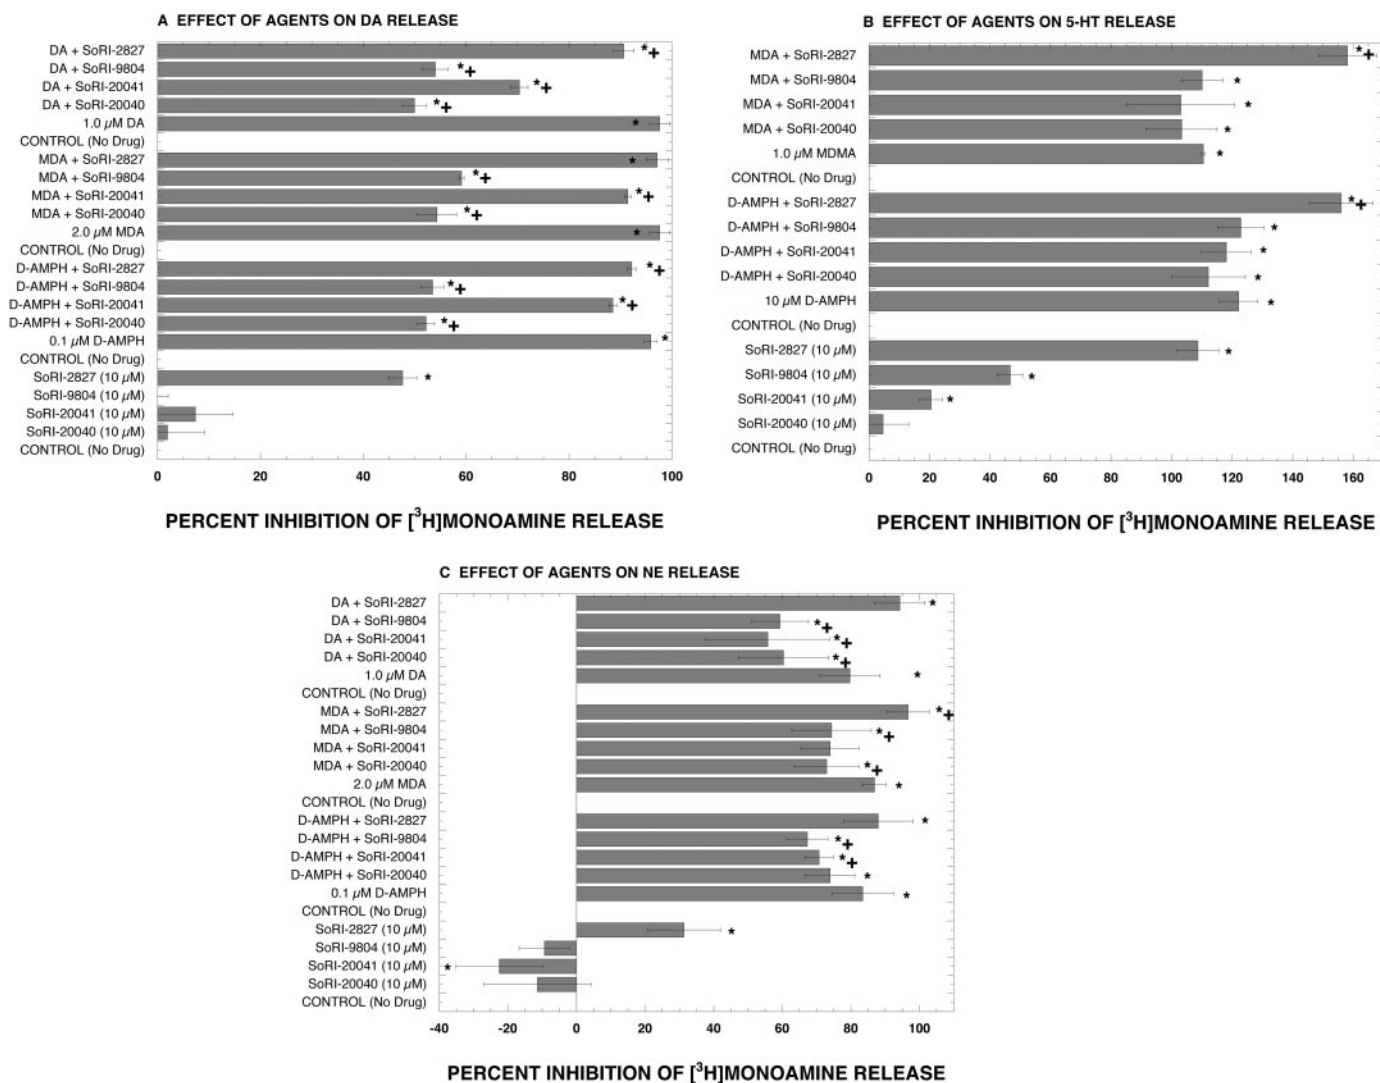 A EFFECT OF AGENTS ON DA RELEASE
DA + SoRI-2827
DA + SoRI-9804
DA + SoRI-20041
DA + SoRI-20040
1.0 µM DA
CONTROL (No Drug)
MDA + SoRI-2827
MDA + SoRI-9804
MDA + SoRI-20041
MDA + SoRI-20040
2.0 µM MDA
CONTROL (No Drug)
D-AMPH + SoRI-2827
D-AMPH + SoRI-9804
D-AMPH + SoRI-20041
D-AMPH + SoRI-20040
0.1 µM D-AMPH
CONTROL (No Drug)
SoRI-2827 (10 µM)
SoRI-9804 (10 µM)
SoRI-20041 (10 µM)
SoRI-20040 (10 µM)
CONTROL (No Drug)
0 20 40 60 80 100
PERCENT INHIBITION OF [³H]MONOAMINE RELEASE
B EFFECT OF AGENTS ON 5-HT RELEASE
MDA + SoRI-2827
MDA + SoRI-9804
MDA + SoRI-20041
MDA + SoRI-20040
1.0 µM MDMA
CONTROL (No Drug)
D-AMPH + SoRI-2827
D-AMPH + SoRI-9804
D-AMPH + SoRI-20041
D-AMPH + SoRI-20040
10 µM D-AMPH
CONTROL (No Drug)
SoRI-2827 (10 µM)
SoRI-9804 (10 µM)
SoRI-20041 (10 µM)
SoRI-20040 (10 µM)
CONTROL (No Drug)
0 20 40 60 80 100 120 140 160
PERCENT INHIBITION OF [³H]MONOAMINE RELEASE
C EFFECT OF AGENTS ON NE RELEASE
DA + SoRI-2827
DA + SoRI-9804
DA + SoRI-20041
DA + SoRI-20040
1.0 µM DA
CONTROL (No Drug)
MDA + SoRI-2827
MDA + SoRI-9804
MDA + SoRI-20041
MDA + SoRI-20040
2.0 µM MDA
CONTROL (No Drug)
D-AMPH + SoRI-2827
D-AMPH + SoRI-9804
D-AMPH + SoRI-20041
D-AMPH + SoRI-20040
0.1 µM D-AMPH
CONTROL (No Drug)
SoRI-2827 (10 µM)
SoRI-9804 (10 µM)
SoRI-20041 (10 µM)
SoRI-20040 (10 µM)
CONTROL (No Drug)
-40 -20 0 20 40 60 80 100
PERCENT INHIBITION OF [³H]MONOAMINE RELEASE